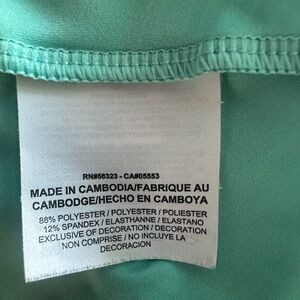 RN#56323 - CA#05553
MADE IN CAMBODIA/FABRIQUE AU
CAMBODGE/HECHO EN CAMBOYA
88% POLYESTER / POLYESTER / POLIESTER
12% SPANDEX / ELASTHANNE / ELASTANO
EXCLUSIVE OF DECORATION / DECORATION
NON COMPRISE / NO INCLUYE LA
DECORACION